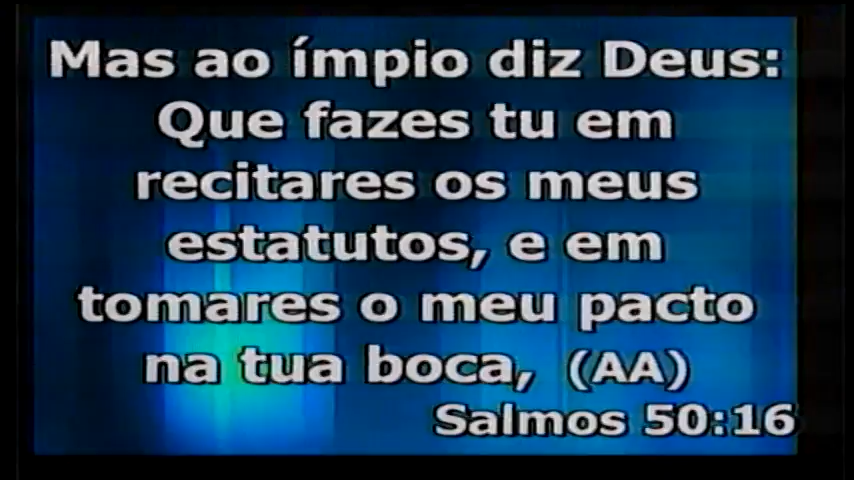 Mas ao ímpio diz Deus:
Que fazes tu em
recitares os meus
estatutos, e em
tomares o meu pacto
na tua boca, (AA)
Salmos 50:16